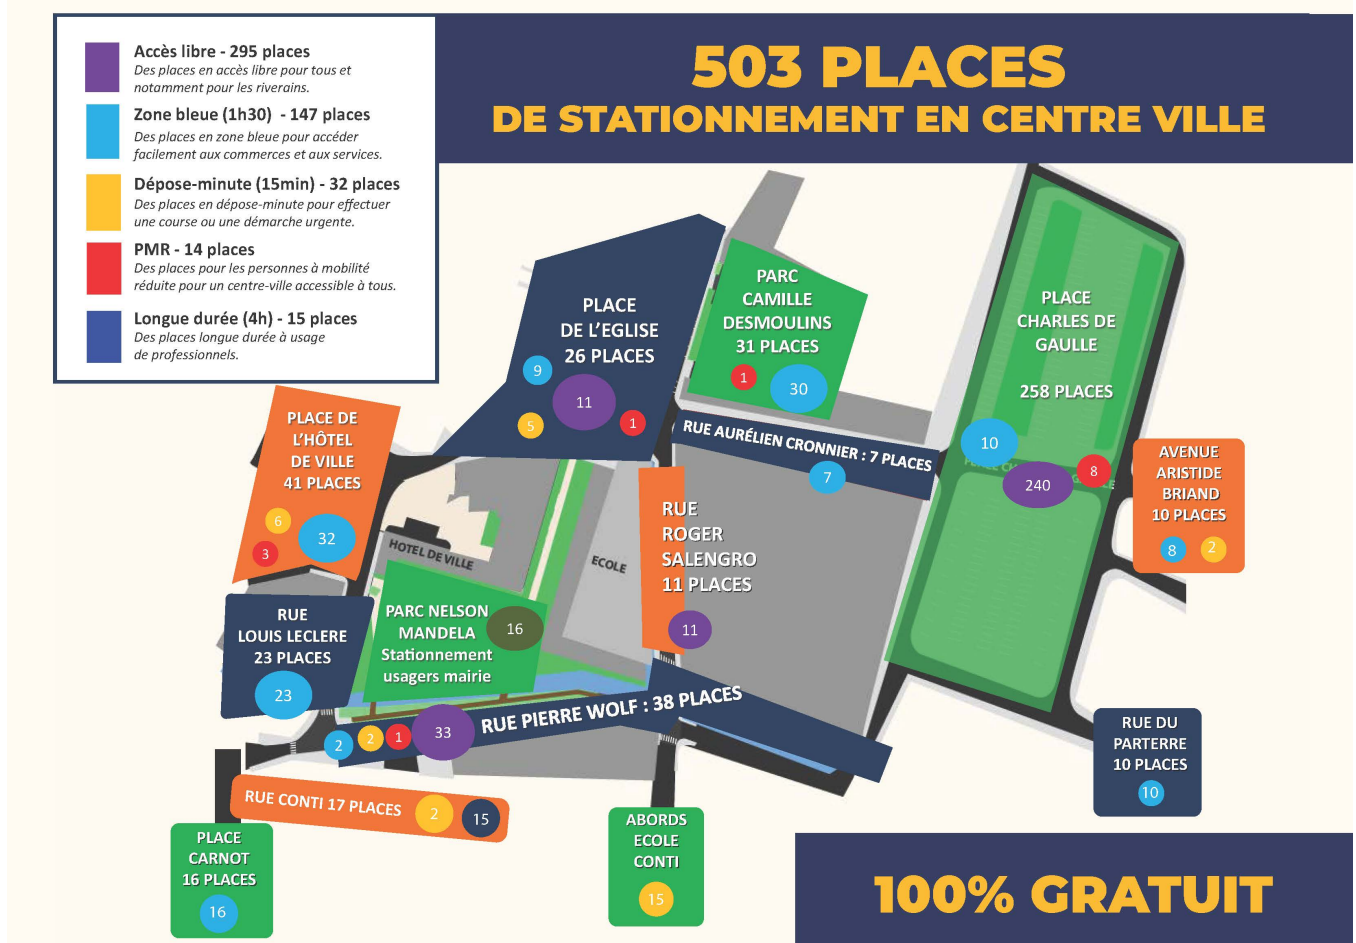 503 PLACES
DE STATIONNEMENT EN CENTRE VILLE
Accès libre - 295 places
Des places en accès libre pour tous et
notamment pour les riverains.
Zone bleue (1h30) - 147 places
Des places en zone bleue pour accéder
facilement aux commerces et aux services.
Dépose-minute (15min) - 32 places
Des places en dépose-minute pour effectuer
une course ou une démarche urgente.
PMR - 14 places
Des places pour les personnes à mobilité
réduite pour un centre-ville accessible à tous.
Longue durée (4h) - 15 places
Des places longue durée à usage
de professionnels.
PLACE
DE L'EGLISE
26 PLACES
9
11
5
1
PARC
CAMILLE
DESMOULINS
31 PLACES
1
30
PLACE
CHARLES DE
GAULLE
258 PLACES
10
240
8
PLACE DE
L'HÔTEL
DE VILLE
41 PLACES
6
32
3
RUE AURÉLIEN CRONNIER : 7 PLACES
7
AVENUE
ARISTIDE
BRIAND
10 PLACES
8
2
RUE
ROGER
SALENGRO
11 PLACES
11
HOTEL DE VILLE
ECOLE
RUE
LOUIS LECLERE
23 PLACES
23
PARC NELSON
MANDELA
Stationnement
usagers mairie
16
RUE PIERRE WOLF : 38 PLACES
2
2
1
33
RUE DU
PARTERRE
10 PLACES
10
RUE CONTI 17 PLACES
2
15
PLACE
CARNOT
16 PLACES
16
ABORDS
ECOLE
CONTI
15
100% GRATUIT